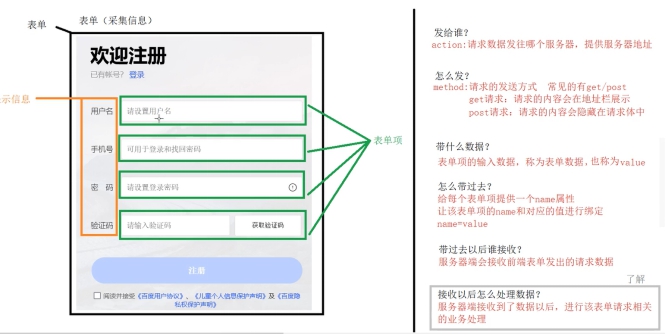 表单
表单（采集信息）
欢迎注册
已有帐号？ 登录
示信息
用户名
请设置用户名
手机号
可用于登录和找回密码
表单项
密 码
请设置登录密码
验证码
请输入验证码
获取验证码
注册
阅读并接受《百度用户协议》、《儿童个人信息保护声明》及《百度隐
私权保护声明》
发给谁？
action:请求数据发往哪个服务器，提供服务器地址
怎么发？
method:请求的发送方式 常见的有get/post
get请求：请求的内容会在地址栏展示
post请求：请求的内容会隐藏在请求体中
带什么数据？
表单项的输入数据，称为表单数据，也称为value
怎么带过去？
给每个表单项提供一个name属性
让该表单项的name和对应的值进行绑定
name=value
带过去以后谁接收？
服务器端会接收前端表单发出的请求数据
了解
接收以后怎么处理数据？
服务器端接收到了数据以后，进行该表单请求相关
的业务处理